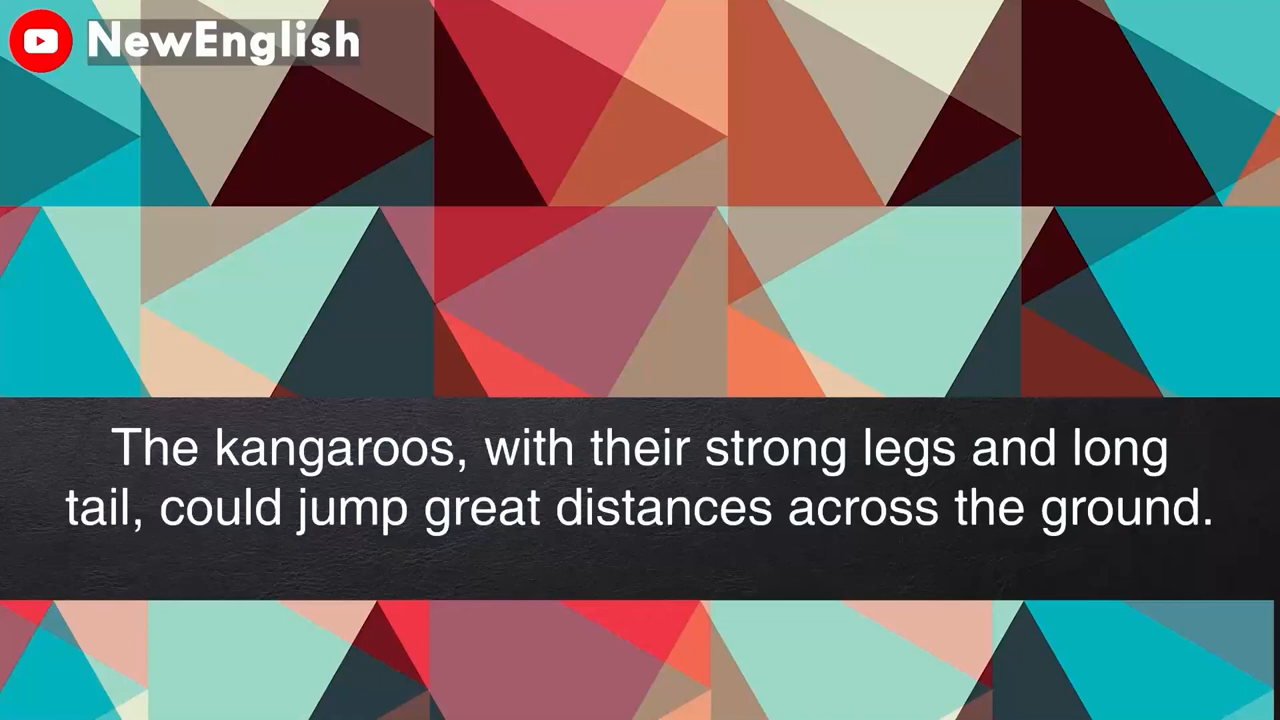 NewEnglish
The kangaroos, with their strong legs and long
tail, could jump great distances across the ground.